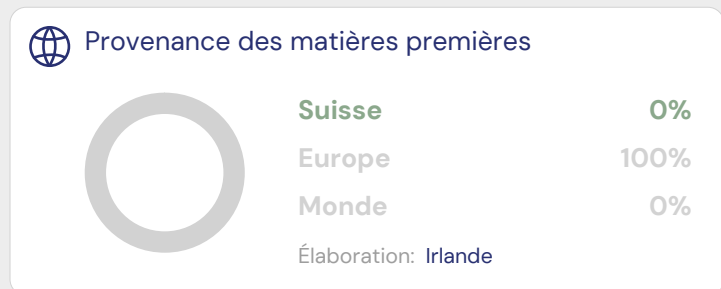 Provenance des matières premières
Suisse 0%
Europe 100%
Monde 0%
Élaboration: Irlande